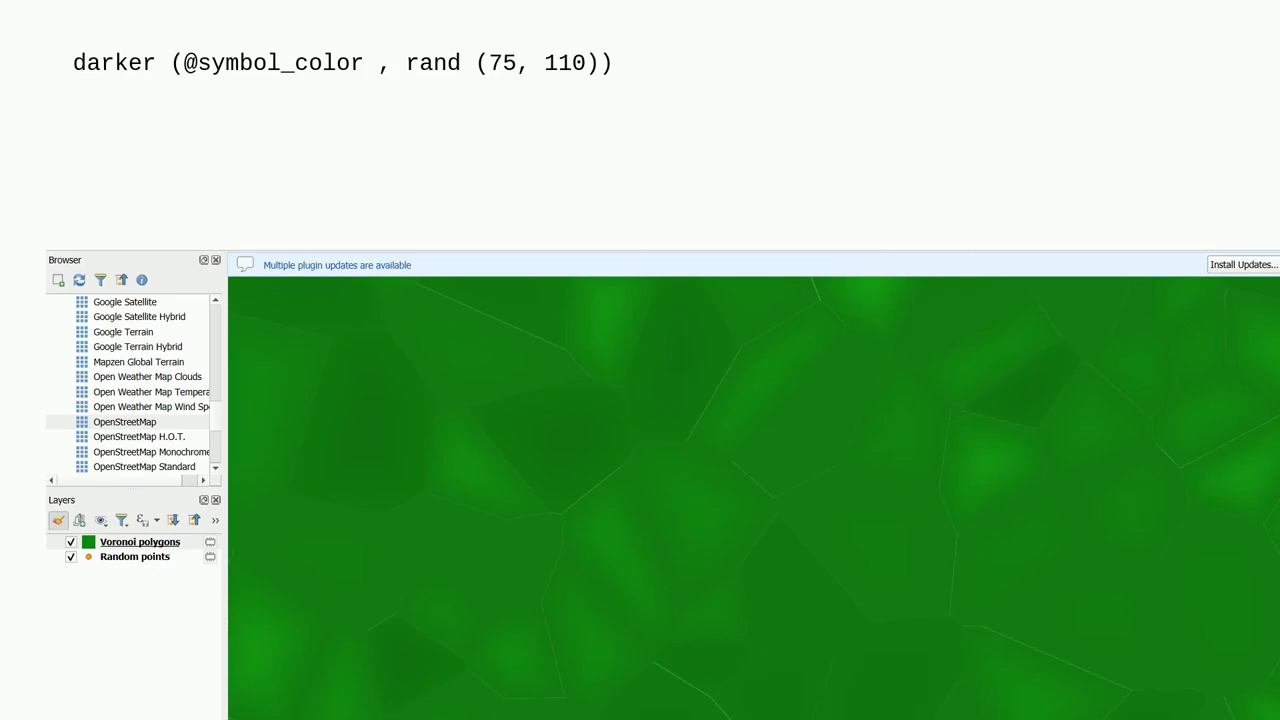 darker (@symbol_color , rand (75, 110))
Browser
Multiple plugin updates are available
Install Updates...
Google Satellite
Google Satellite Hybrid
Google Terrain
Google Terrain Hybrid
Mapzen Global Terrain
Open Weather Map Clouds
Open Weather Map Tempera
Open Weather Map Wind Sp
OpenStreetMap
OpenStreetMap H.O.T.
OpenStreetMap Monochrome
OpenStreetMap Standard
Layers
Voronoi polygons
Random points